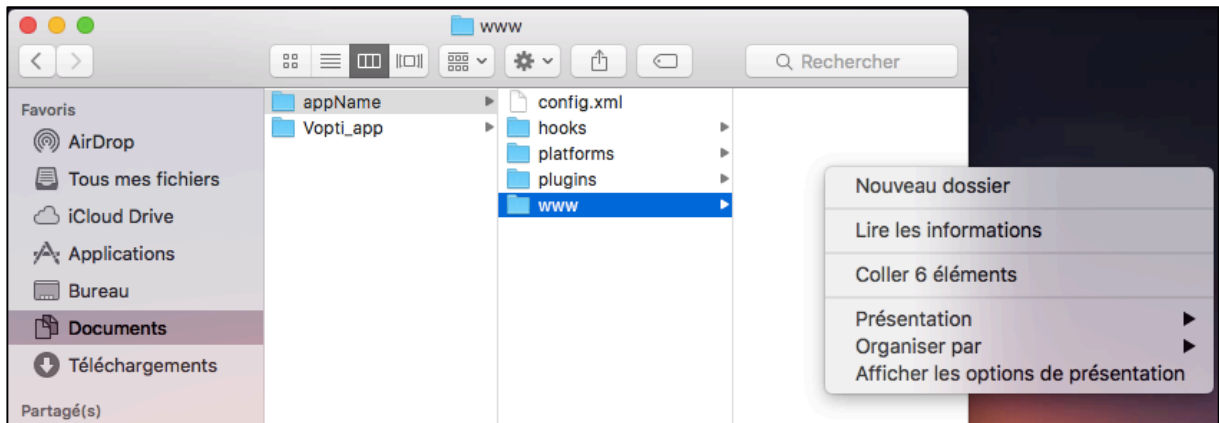 www
Rechercher
Favoris
AirDrop
Tous mes fichiers
iCloud Drive
Applications
Bureau
Documents
Téléchargements
Partagé(s)
appName
Vopti_app
config.xml
hooks
platforms
plugins
www
Nouveau dossier
Lire les informations
Coller 6 éléments
Présentation
Organiser par
Afficher les options de présentation